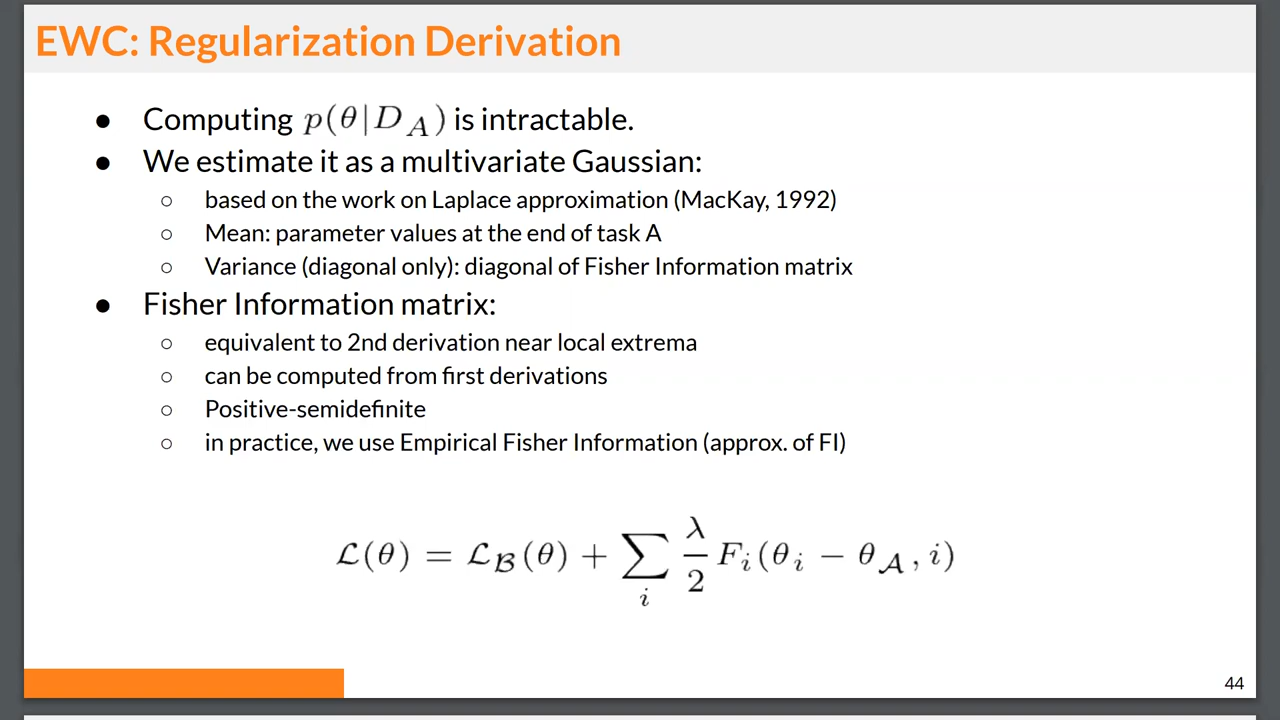 EWC: Regularization Derivation
● Computing p(θ|D_A) is intractable.
● We estimate it as a multivariate Gaussian:
○ based on the work on Laplace approximation (MacKay, 1992)
○ Mean: parameter values at the end of task A
○ Variance (diagonal only): diagonal of Fisher Information matrix
● Fisher Information matrix:
○ equivalent to 2nd derivation near local extrema
○ can be computed from first derivations
○ Positive-semidefinite
○ in practice, we use Empirical Fisher Information (approx. of FI)
ℒ(θ) = ℒ_ℬ(θ) + ∑_i λ/2 F_i(θ_i − θ_𝒜,i)
44